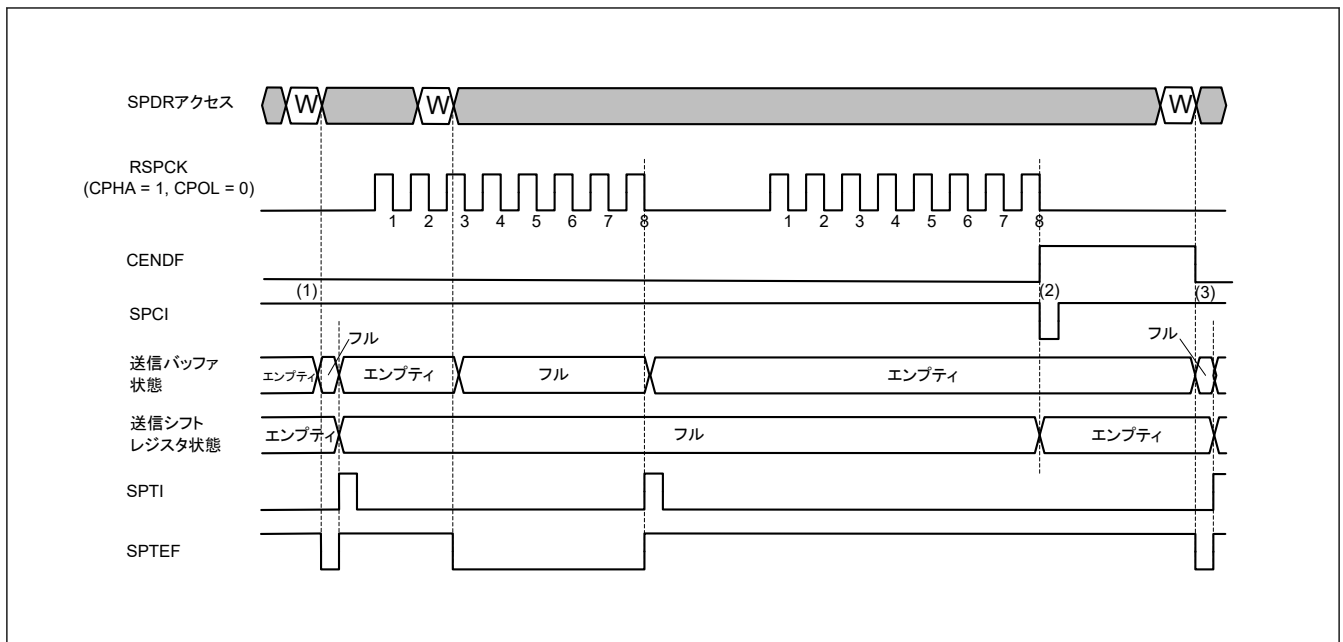 SPDRアクセス
W
W
W
RSPCK
(CPHA = 1, CPOL = 0)
1 2 3 4 5 6 7 8
1 2 3 4 5 6 7 8
CENDF
(1)
(2)
(3)
SPCI
フル
フル
送信バッファ
状態
エンプティ
エンプティ
フル
エンプティ
送信シフト
レジスタ状態
エンプティ
フル
エンプティ
SPTI
SPTEF